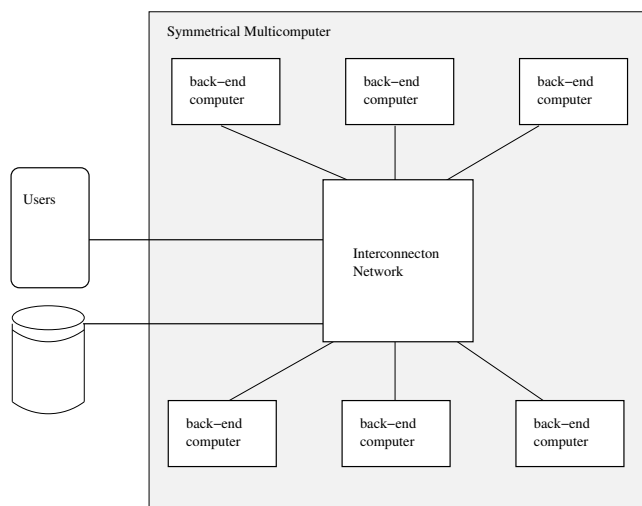 Symmetrical Multicomputer
back−end
computer
back−end
computer
back−end
computer
Users
Interconnecton
Network
back−end
computer
back−end
computer
back−end
computer